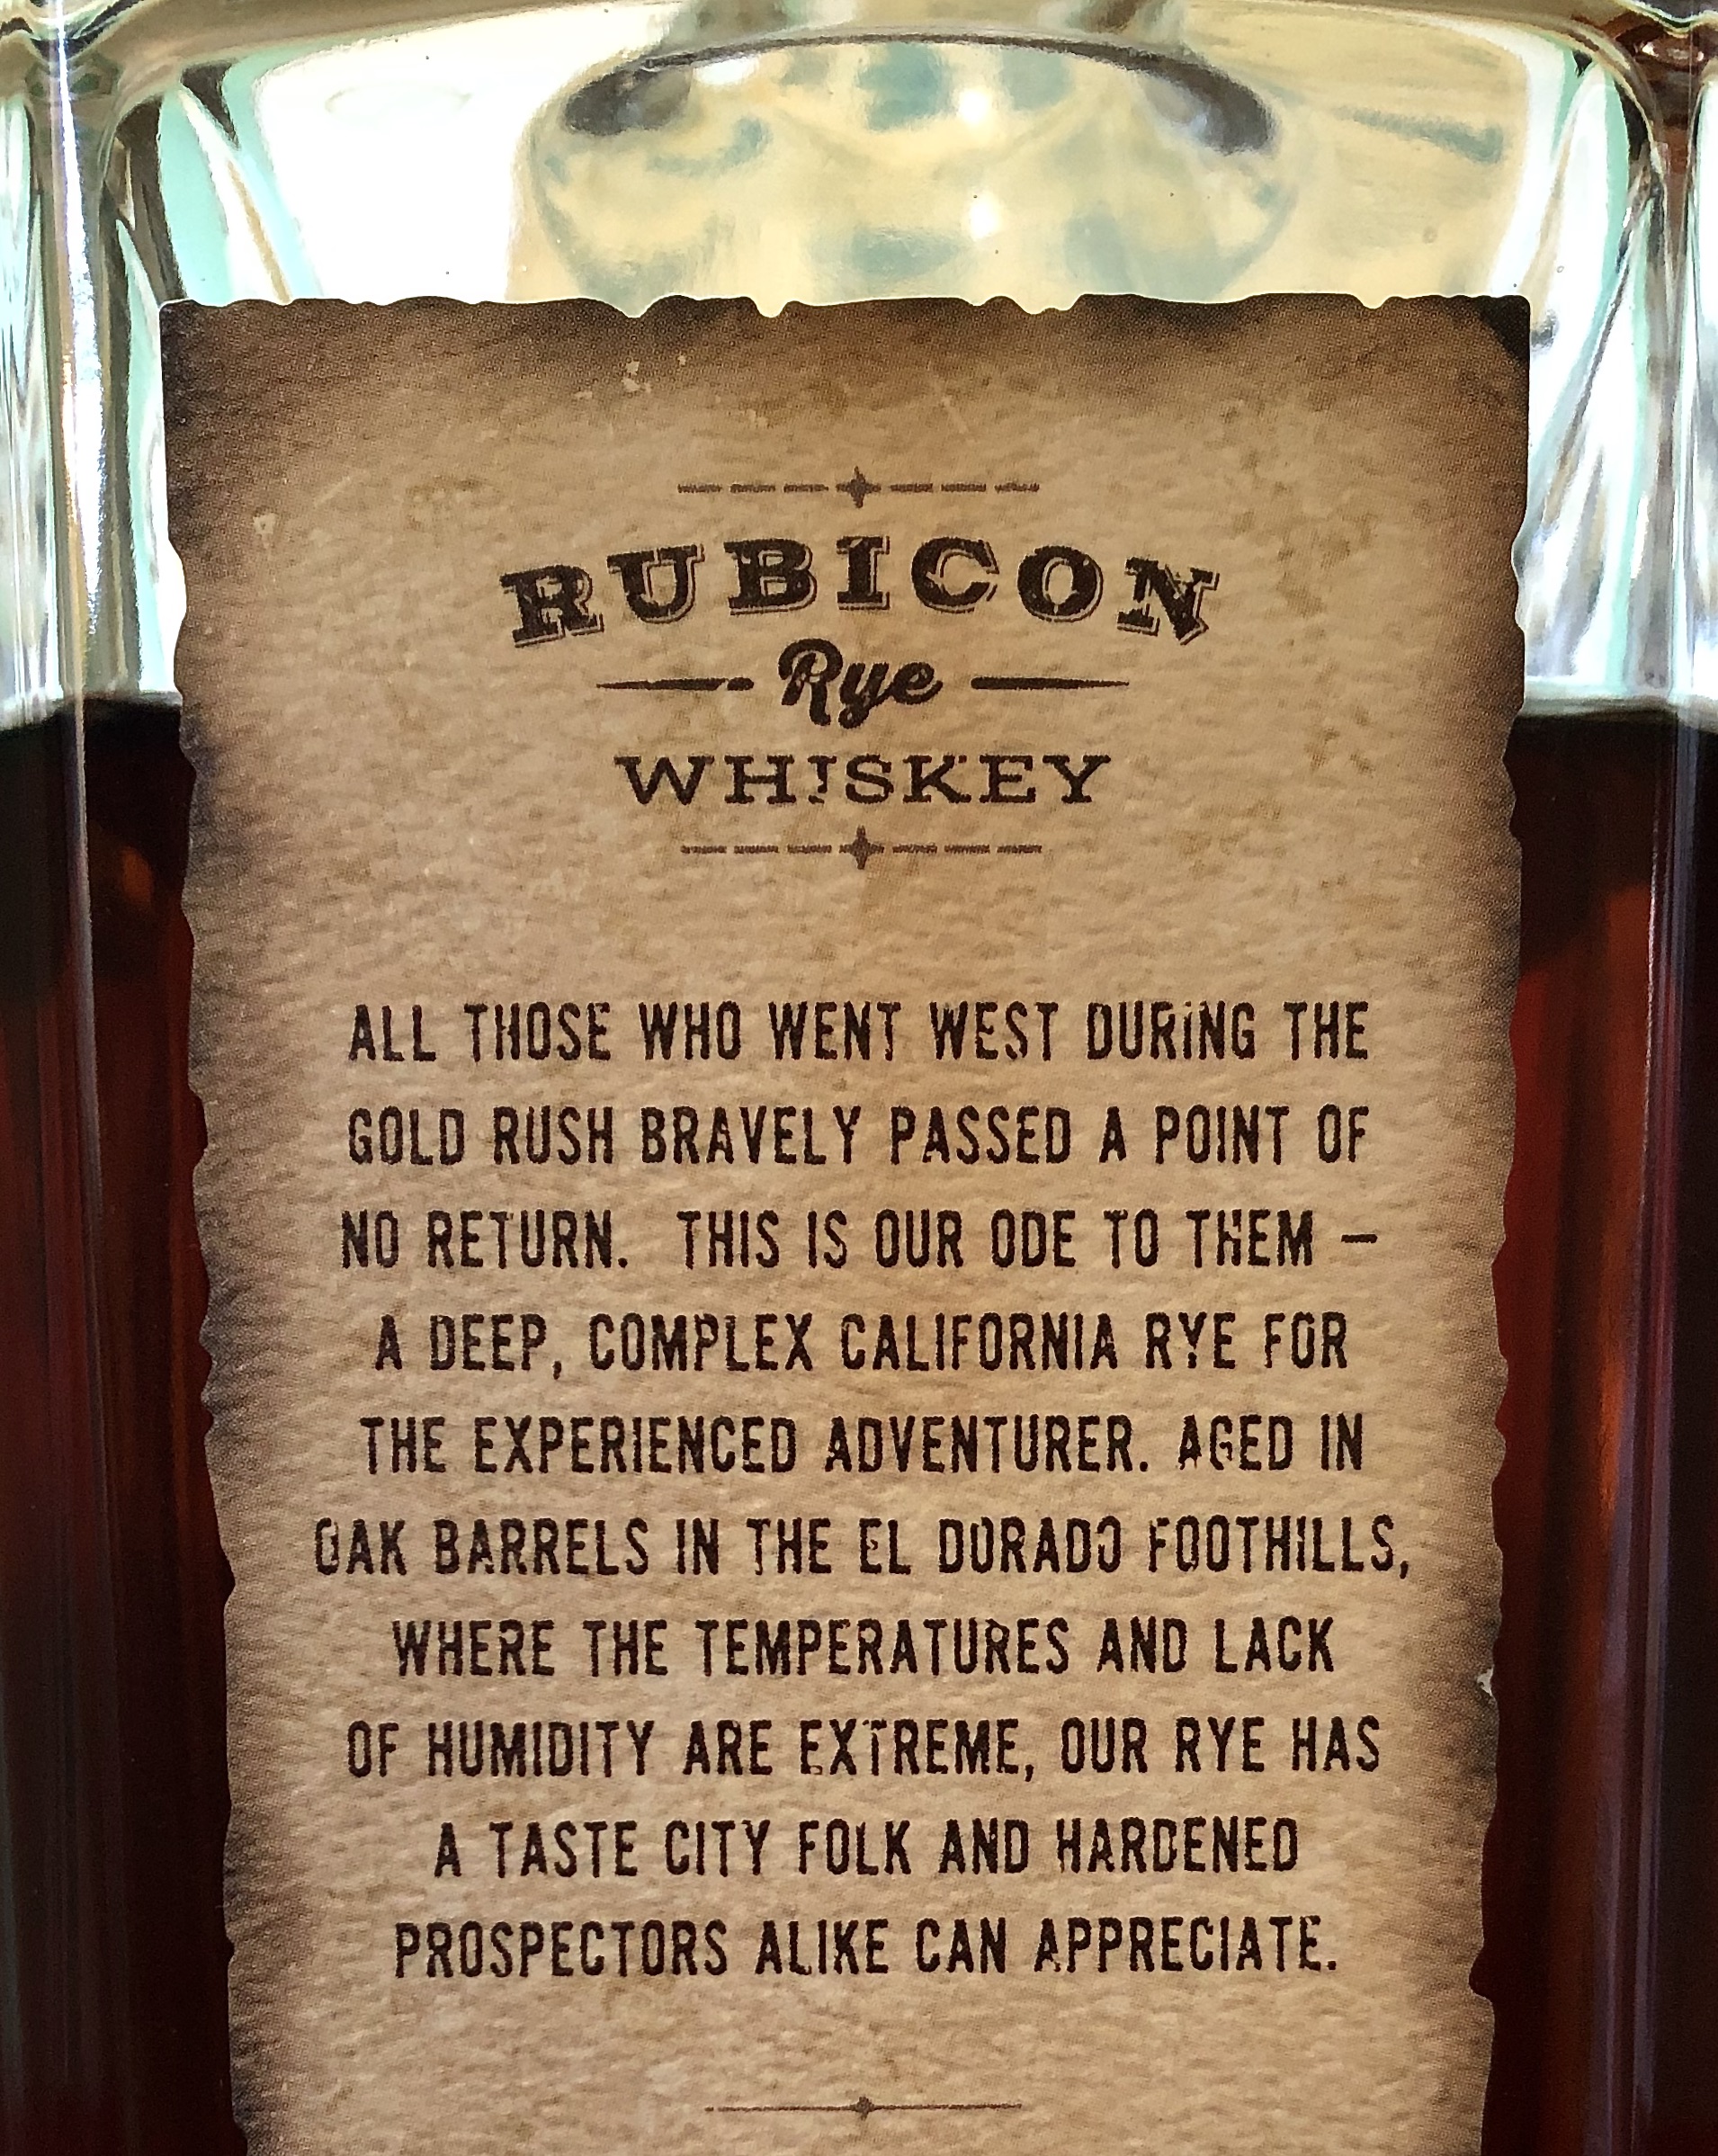 RUBICON
Rye
WHISKEY
ALL THOSE WHO WENT WEST DURING THE
GOLD RUSH BRAVELY PASSED A POINT OF
NO RETURN. THIS IS OUR ODE TO THEM –
A DEEP, COMPLEX CALIFORNIA RYE FOR
THE EXPERIENCED ADVENTURER. AGED IN
OAK BARRELS IN THE EL DORADO FOOTHILLS,
WHERE THE TEMPERATURES AND LACK
OF HUMIDITY ARE EXTREME, OUR RYE HAS
A TASTE CITY FOLK AND HARDENED
PROSPECTORS ALIKE CAN APPRECIATE.